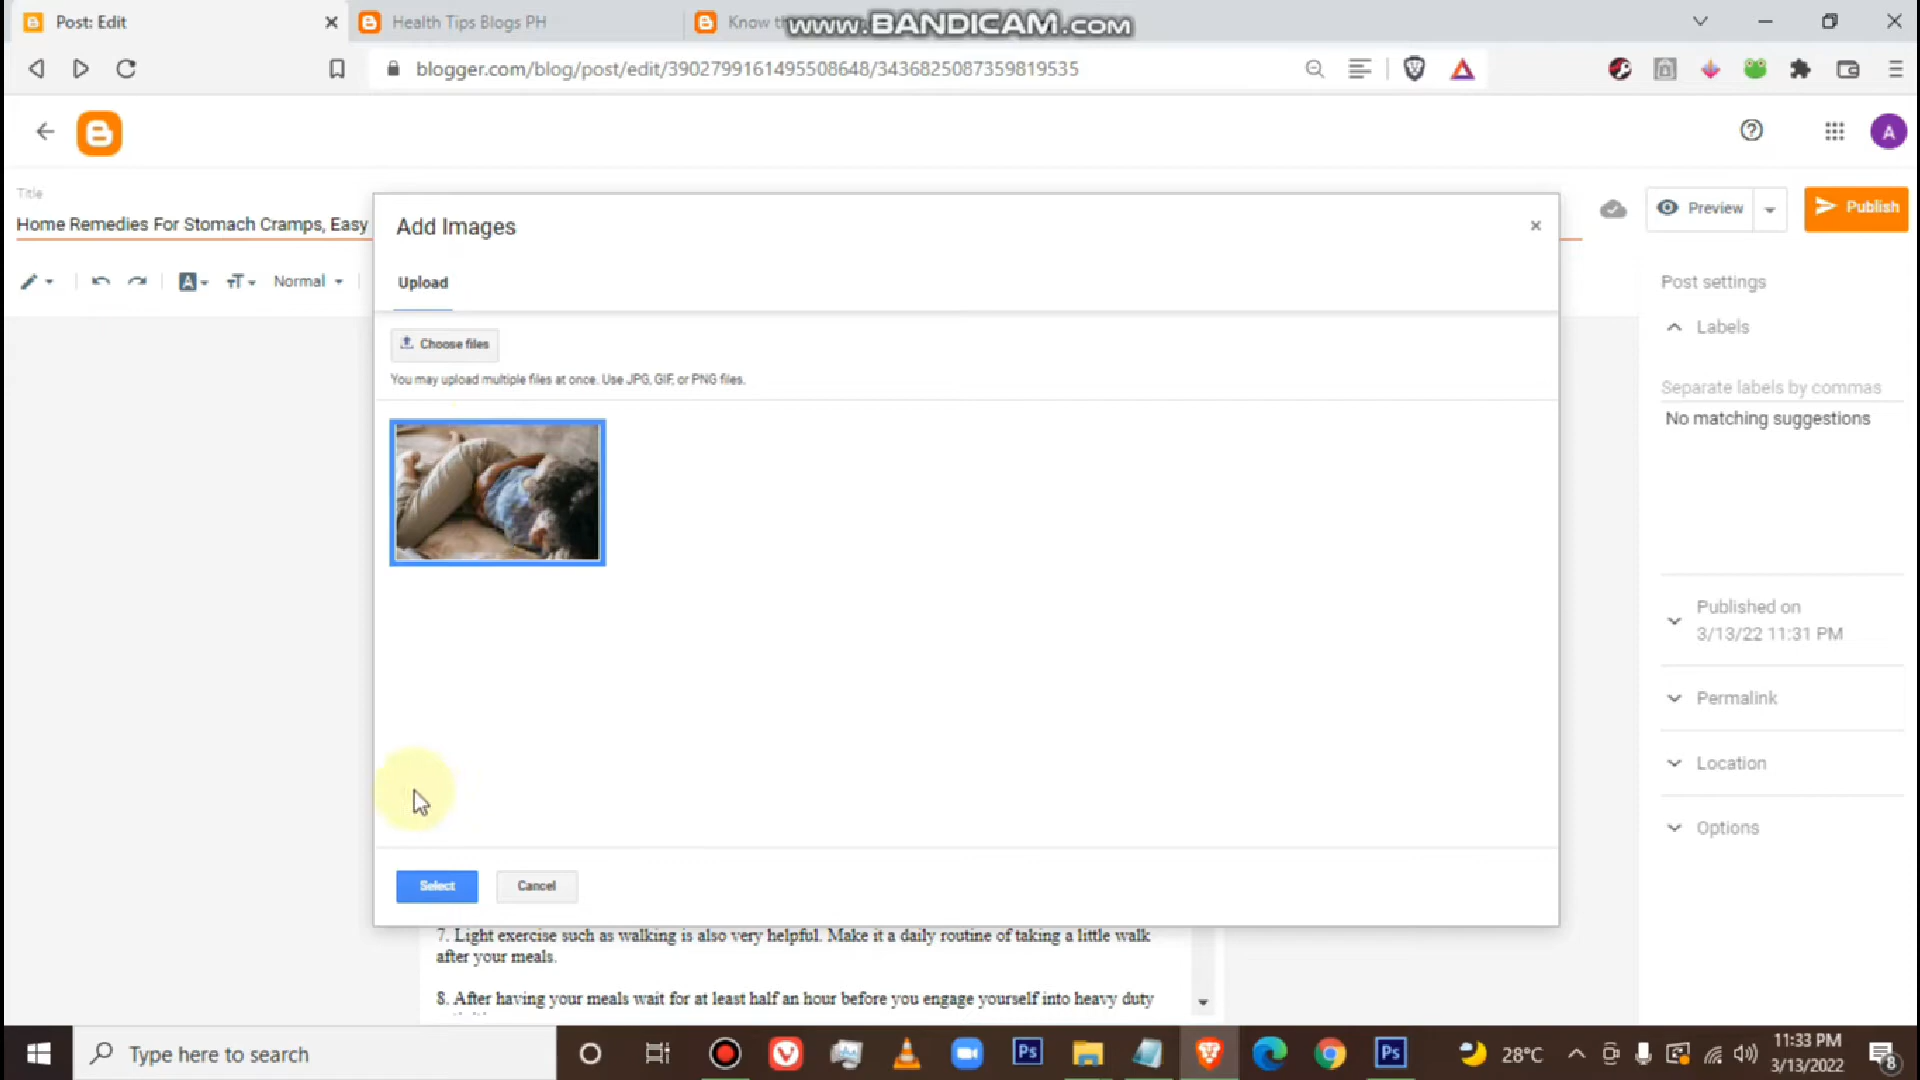 Post: Edit
Health Tips Blogs PH
Know th
www.BANDICAM.com
blogger.com/blog/post/edit/3902799161495508648/3436825087359819535
A
Title
Home Remedies For Stomach Cramps, Easy
Preview
Publish
Normal
Add Images
Upload
Choose files
You may upload multiple files at once. Use JPG, GIF, or PNG files.
Select
Cancel
Post settings
Labels
Separate labels by commas
No matching suggestions
Published on
3/13/22 11:31 PM
Permalink
Location
Options
7. Light exercise such as walking is also very helpful. Make it a daily routine of taking a little walk
after your meals.
8. After having your meals wait for at least half an hour before you engage yourself into heavy duty
Type here to search
Ps
Ps
28°C
11:33 PM
3/13/2022
8